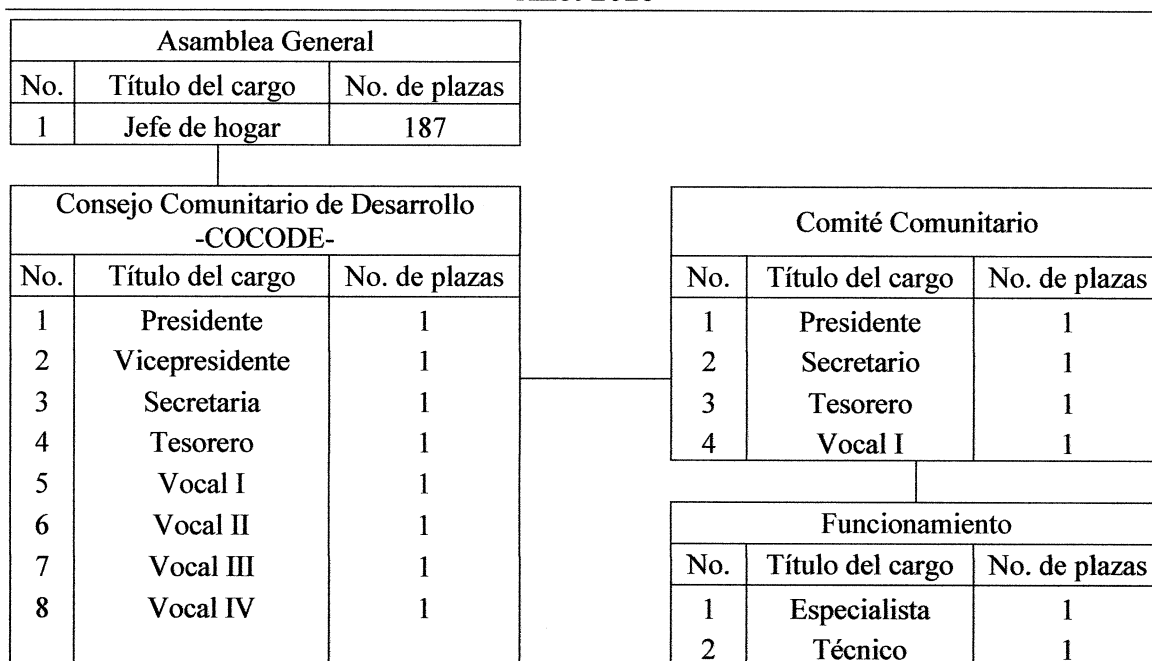 Asamblea General
No. Título del cargo No. de plazas
1 Jefe de hogar 187
Consejo Comunitario de Desarrollo
-COCODE-
No. Título del cargo No. de plazas
1 Presidente 1
2 Vicepresidente 1
3 Secretaria 1
4 Tesorero 1
5 Vocal I 1
6 Vocal II 1
7 Vocal III 1
8 Vocal IV 1
Comité Comunitario
No. Título del cargo No. de plazas
1 Presidente 1
2 Secretario 1
3 Tesorero 1
4 Vocal I 1
Funcionamiento
No. Título del cargo No. de plazas
1 Especialista 1
2 Técnico 1